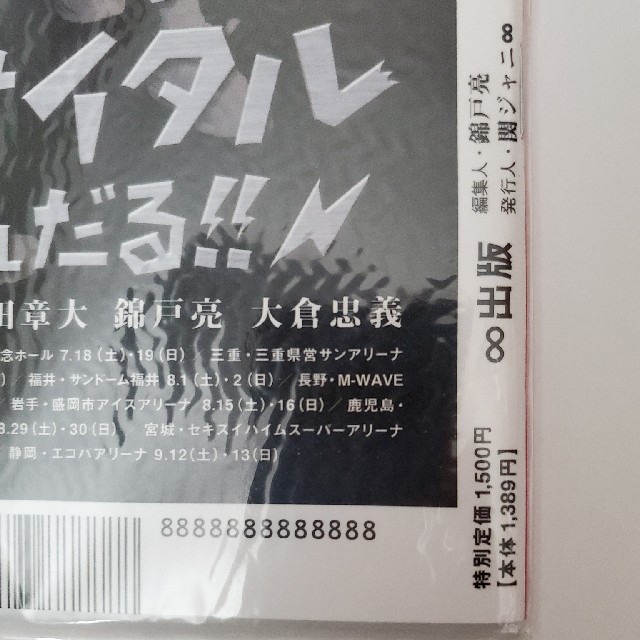 サイタル
だる!!
田章大 錦戸亮 大倉忠義
念ホール 7.18(土)・19(日)/ 三重・三重県営サンアリーナ
)/ 福井・サンドーム福井 8.1(土)・2(日)/ 長野・M-WAVE
/ 岩手・盛岡市アイスアリーナ 8.15(土)・16(日)/ 鹿児島・
8.29(土)・30(日)/ 宮城・セキスイハイムスーパーアリーナ
静岡・エコパアリーナ 9.12(土)・13(日)
8888888888888
編集人・錦戸亮
発行人・関ジャニ∞
∞出版
特別定価1,500円
【本体1,389円】